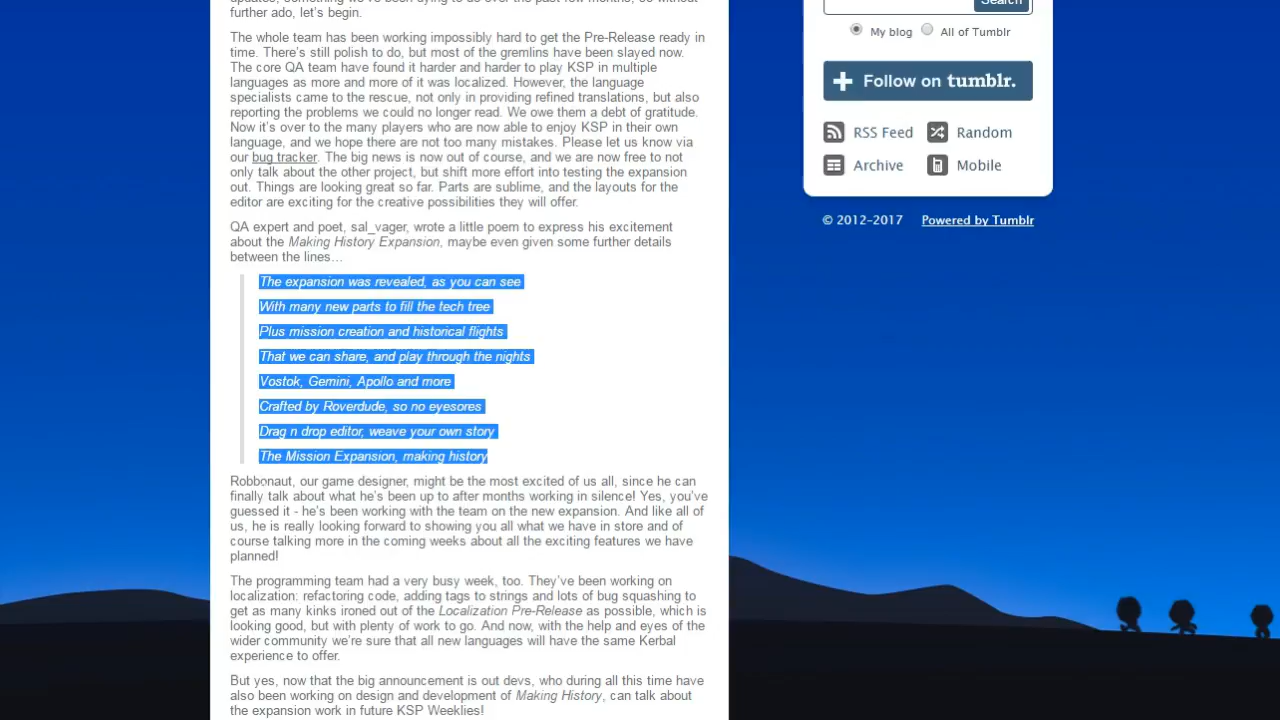 further ado, let's begin.
The whole team has been working impossibly hard to get the Pre-Release ready in
time. There's still polish to do, but most of the gremlins have been slayed now.
The core QA team have found it harder and harder to play KSP in multiple
languages as more and more of it was localized. However, the language
specialists came to the rescue, not only in providing refined translations, but also
reporting the problems we could no longer read. We owe them a debt of gratitude.
Now it's over to the many players who are now able to enjoy KSP in their own
language, and we hope there are not too many mistakes. Please let us know via
our bug tracker. The big news is now out of course, and we are now free to not
only talk about the other project, but shift more effort into testing the expansion
out. Things are looking great so far. Parts are sublime, and the layouts for the
editor are exciting for the creative possibilities they will offer.
QA expert and poet, sal_vager, wrote a little poem to express his excitement
about the Making History Expansion, maybe even given some further details
between the lines…
The expansion was revealed, as you can see
With many new parts to fill the tech tree
Plus mission creation and historical flights
That we can share, and play through the nights
Vostok, Gemini, Apollo and more
Crafted by Roverdude, so no eyesores
Drag n drop editor, weave your own story
The Mission Expansion, making history
Robbonaut, our game designer, might be the most excited of us all, since he can
finally talk about what he's been up to after months working in silence! Yes, you've
guessed it - he's been working with the team on the new expansion. And like all of
us, he is really looking forward to showing you all what we have in store and of
course talking more in the coming weeks about all the exciting features we have
planned!
The programming team had a very busy week, too. They've been working on
localization: refactoring code, adding tags to strings and lots of bug squashing to
get as many kinks ironed out of the Localization Pre-Release as possible, which is
looking good, but with plenty of work to go. And now, with the help and eyes of the
wider community we're sure that all new languages will have the same Kerbal
experience to offer.
But yes, now that the big announcement is out devs, who during all this time have
also been working on design and development of Making History, can talk about
the expansion work in future KSP Weeklies!
Search
My blog All of Tumblr
Follow on tumblr.
RSS Feed Random
Archive Mobile
© 2012-2017 Powered by Tumblr